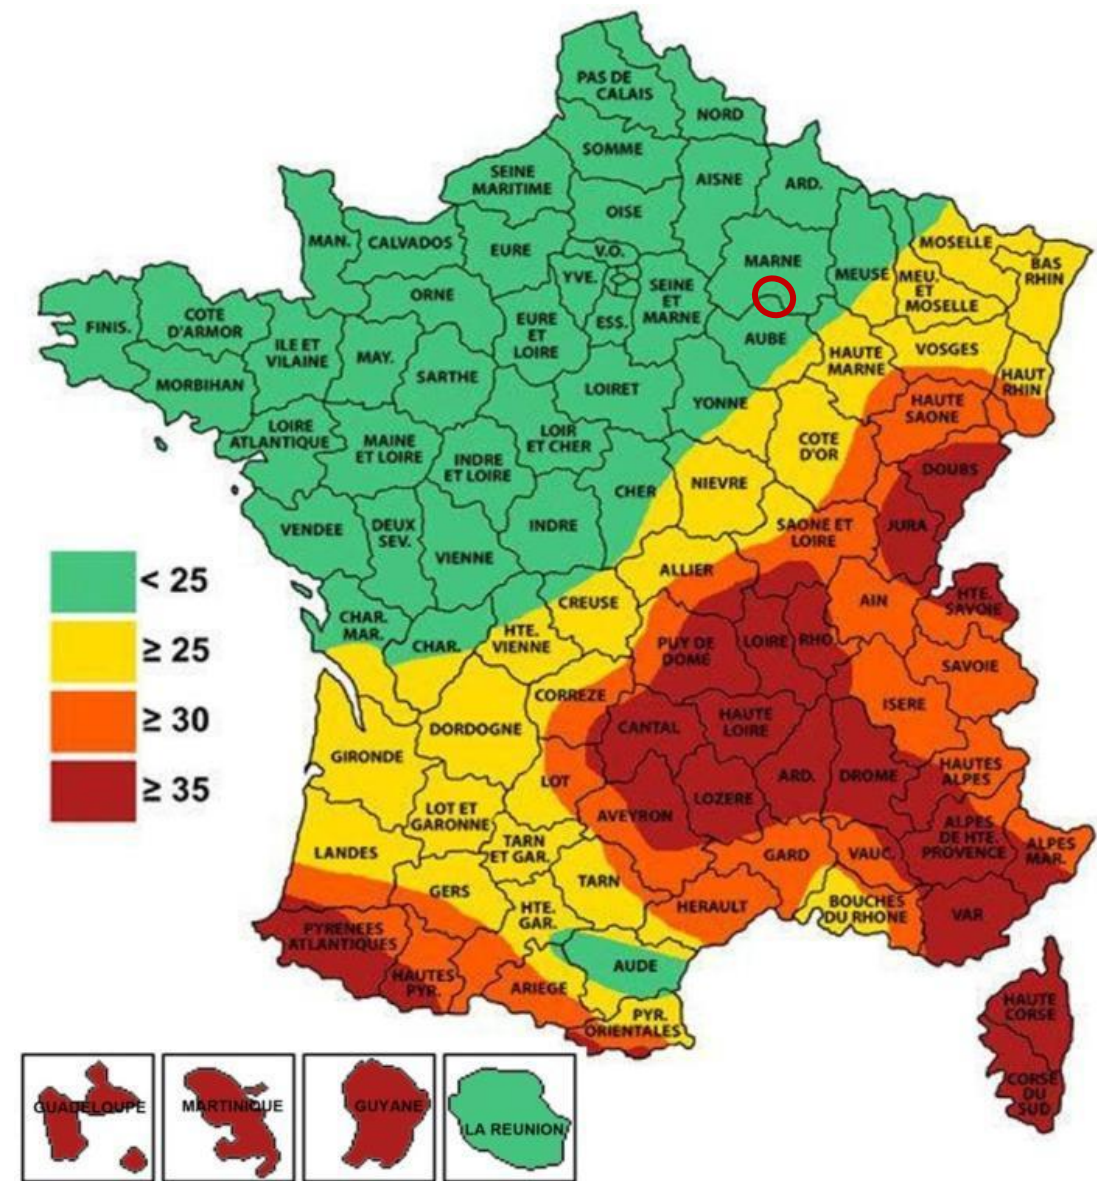 PAS DE
CALAIS
NORD
SOMME
SEINE
MARITIME
AISNE
ARD.
OISE
MAN.
CALVADOS
EURE
V.O.
MARNE
MOSELLE
BAS
RHIN
YVE.
SEINE
ET
MARNE
MEUSE
MEU.
ET
MOSELLE
ORNE
FINIS.
COTE
D'ARMOR
ILE ET
VILAINE
MAY.
EURE
ET
LOIRE
ESS.
AUBE
HAUTE
MARNE
VOSGES
HAUT
RHIN
MORBIHAN
SARTHE
LOIRET
YONNE
HAUTE
SAONE
LOIRE
ATLANTIQUE
MAINE
ET LOIRE
INDRE
ET LOIRE
LOIR
ET CHER
COTE
D'OR
DOUBS
CHER
NIEVRE
VENDEE
DEUX
SEV.
VIENNE
INDRE
SAONE ET
LOIRE
JURA
< 25
≥ 25
≥ 30
≥ 35
ALLIER
CREUSE
AIN
HTE.
SAVOIE
CHAR.
MAR.
CHAR.
HTE.
VIENNE
PUY DE
DOME
LOIRE
RHO.
SAVOIE
CORREZE
ISERE
DORDOGNE
CANTAL
HAUTE
LOIRE
GIRONDE
LOT
ARD.
DROME
HAUTES
ALPES
LOT ET
GARONNE
AVEYRON
LOZERE
ALPES
DE HTE.
PROVENCE
ALPES
MAR.
LANDES
TARN
ET GAR.
GARD
VAUC.
GERS
TARN
HTE.
GAR.
HERAULT
BOUCHES
DU RHONE
VAR
PYRENEES
ATLANTIQUES
HAUTES
PYR.
ARIEGE
AUDE
PYR.
ORIENTALES
HAUTE
CORSE
CORSE
DU
SUD
GUADELOUPE
MARTINIQUE
GUYANE
LA REUNION